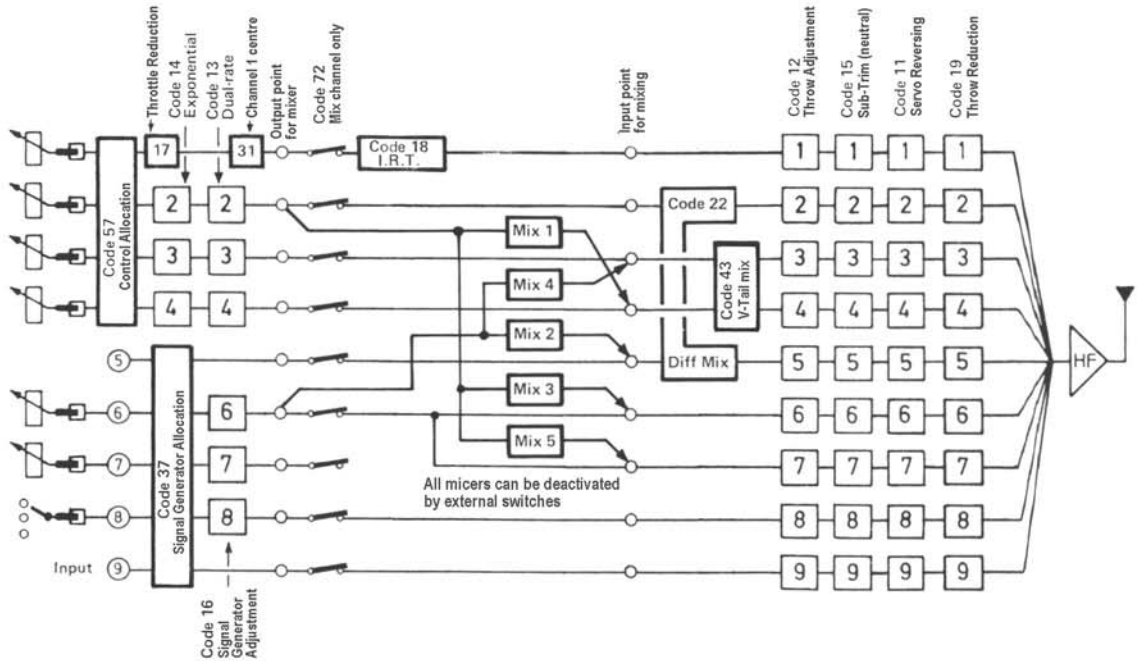 Throttle Reduction
Code 14
Exponential
Code 13
Dual-rate
Channel 1 centre
Output point
for mixer
Code 72
Mix channel only
Input point
for mixing
Code 12
Throw Adjustment
Code 15
Sub-Trim (neutral)
Code 11
Servo Reversing
Code 19
Throw Reduction
17
31
Code 18
I.R.T.
1
1
1
1
Code 57
Control Allocation
2
2
Code 22
2
2
2
2
Mix 1
3
3
Code 43
V-Tail mix
3
3
3
3
Mix 4
4
4
4
4
4
4
Mix 2
5
Diff Mix
5
5
5
5
HF
Mix 3
6
6
6
6
6
6
Code 37
Signal Generator Allocation
Mix 5
7
7
7
7
7
7
All micers can be deactivated
by external switches
8
8
8
8
8
8
Input
9
9
9
9
9
Code 16
Signal
Generator
Adjustment